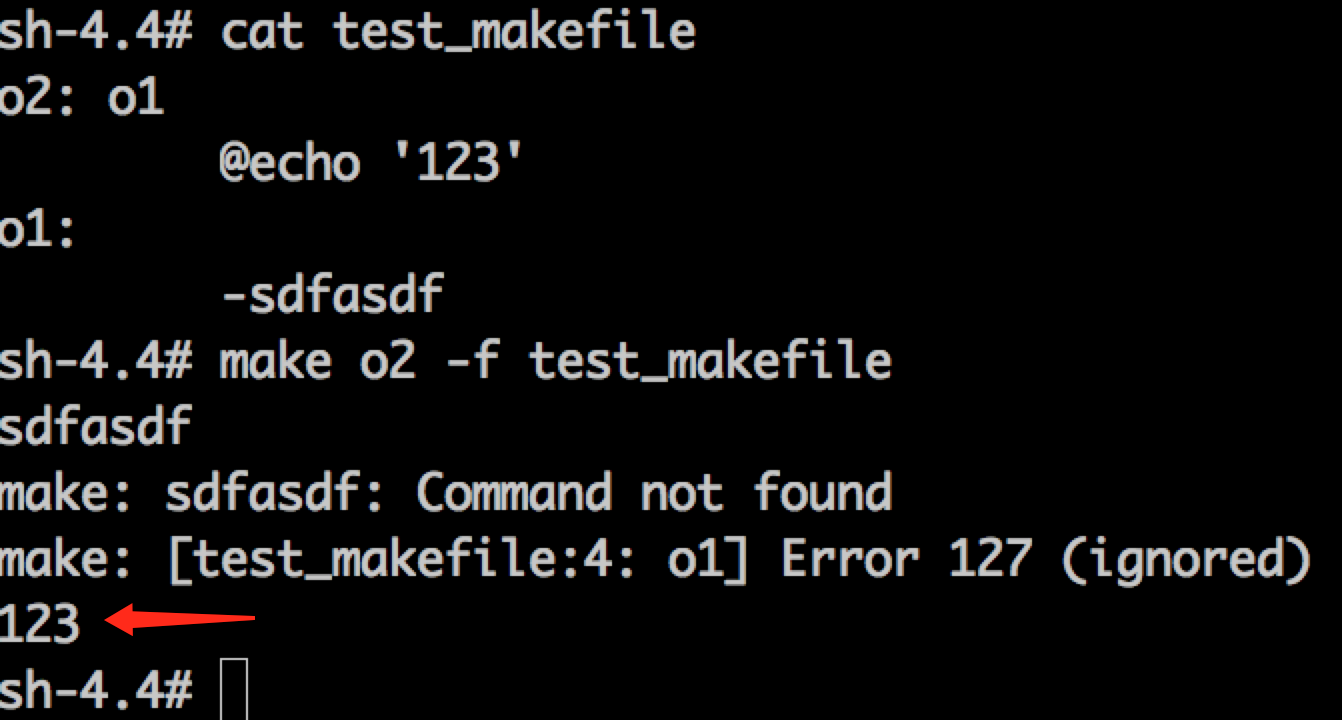 sh-4.4# cat test_makefile
o2: o1
        @echo '123'
o1:
        -sdfasdf
sh-4.4# make o2 -f test_makefile
sdfasdf
make: sdfasdf: Command not found
make: [test_makefile:4: o1] Error 127 (ignored)
123
sh-4.4#